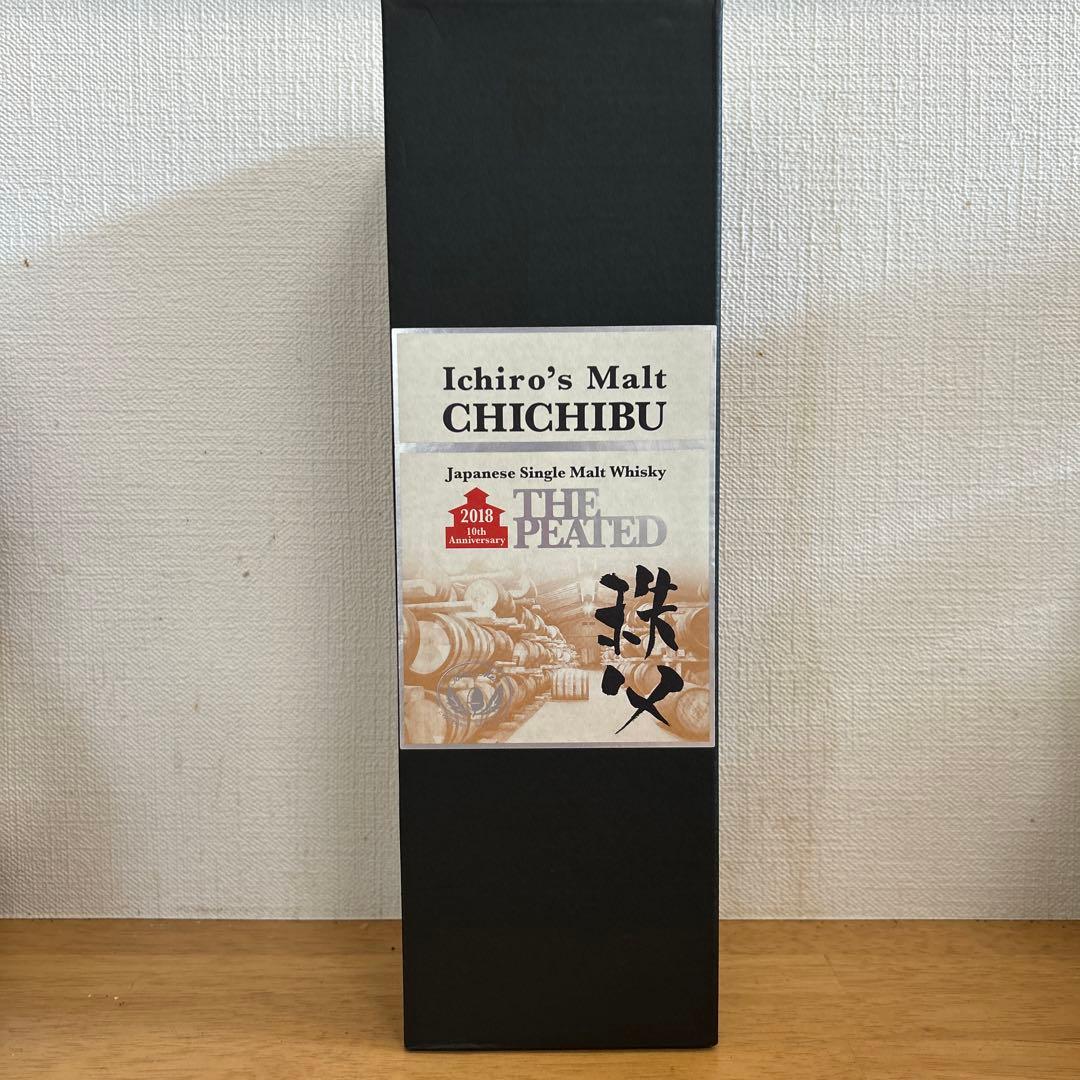 Ichiro's Malt
CHICHIBU
Japanese Single Malt Whisky
2018
10th
Anniversary
THE
PEATED
秩父